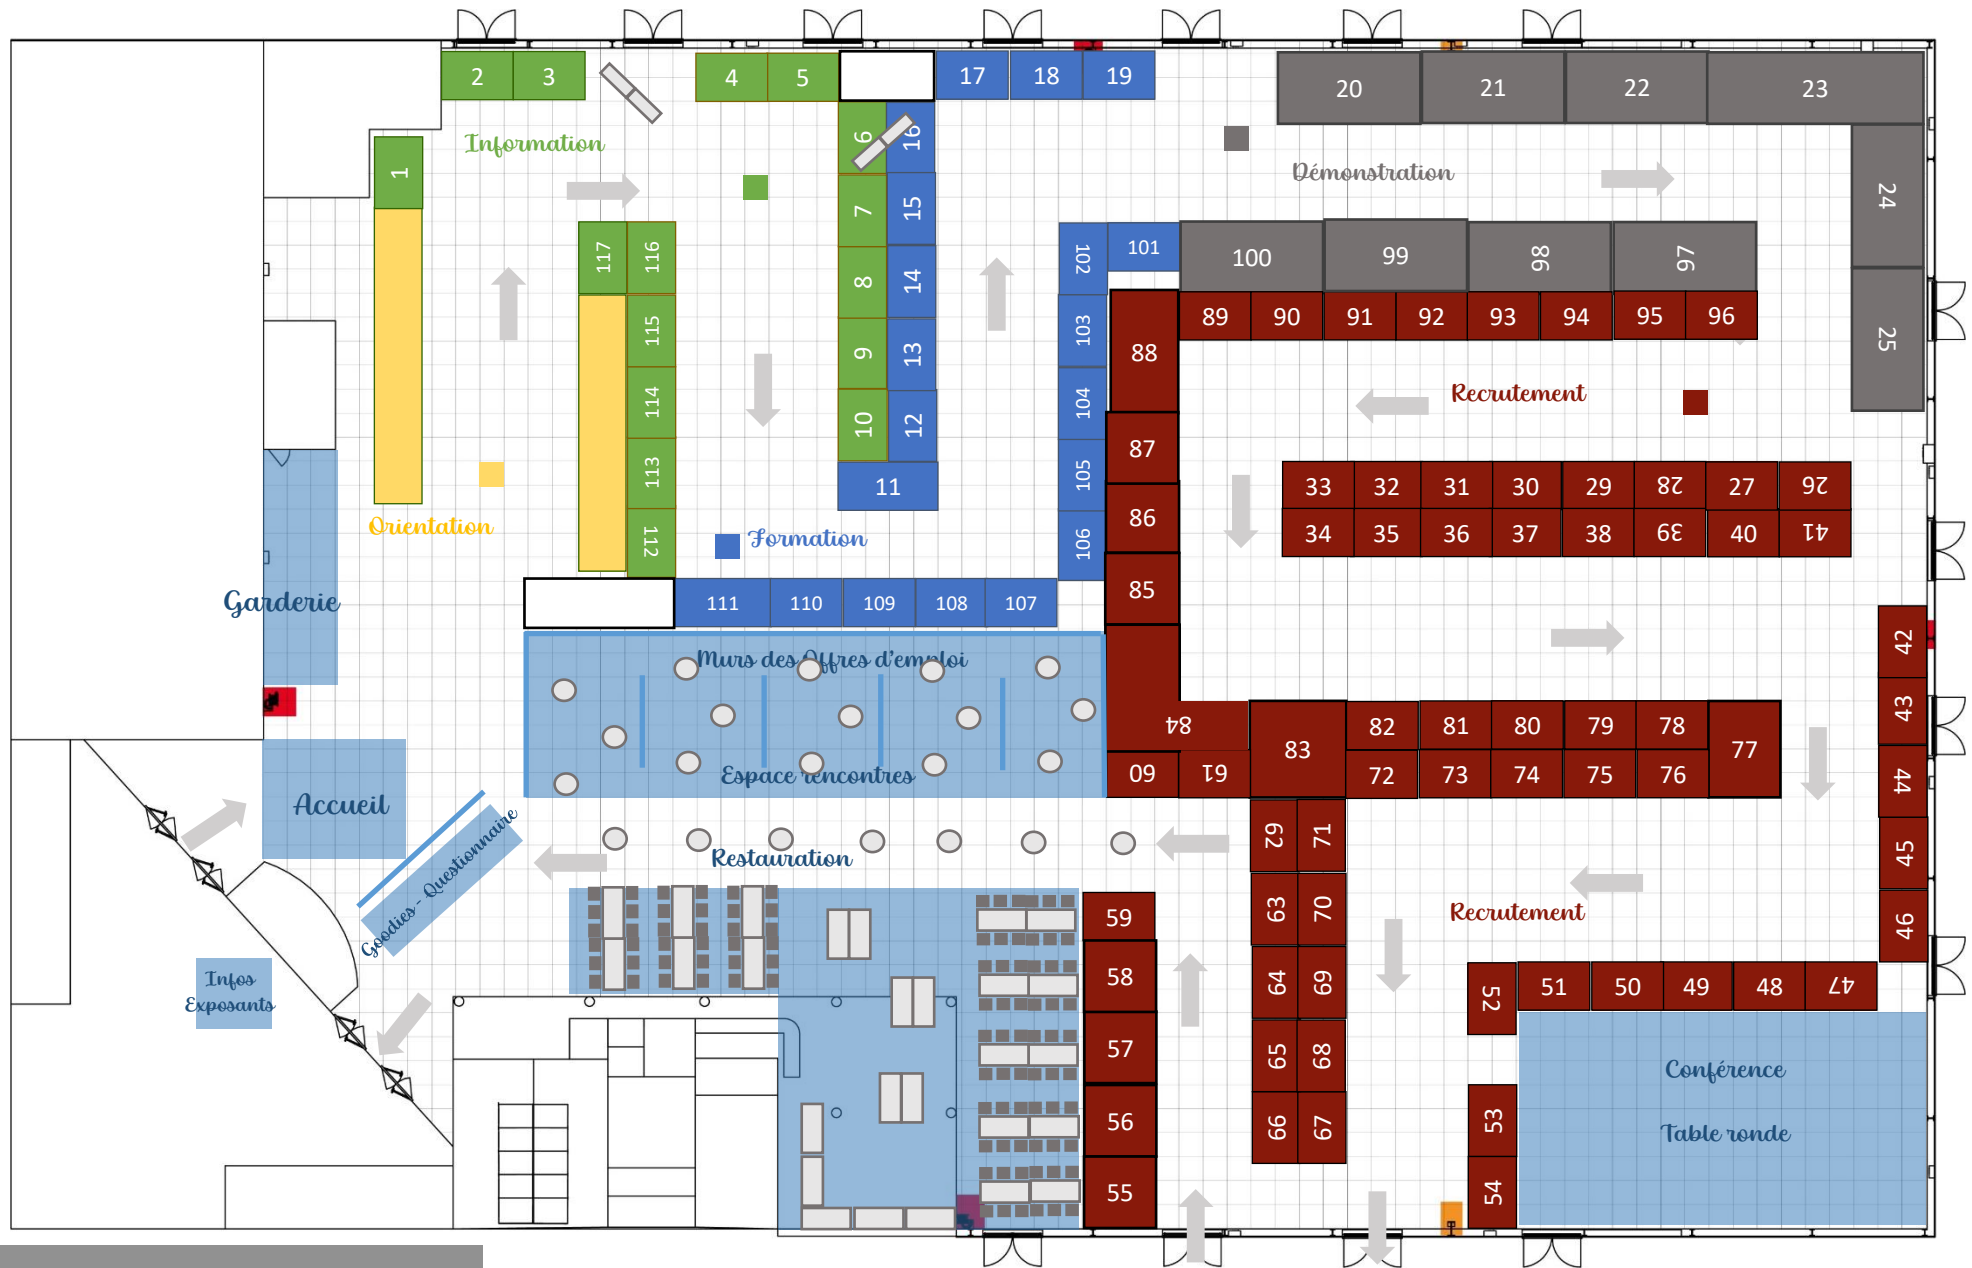 2 3 4 5 17 18 19 20 21 22 23
Information
6 16
1
Démonstration
7 15
24
117 116 8 14 102 101 100 99 98 97
115 9 13 103 88 89 90 91 92 93 94 95 96
25
114 10 12 104
Recrutement
87
113 11 105 33 32 31 30 29 28 27 26
Orientation
112
Formation
106 86 34 35 36 37 38 39 40 41
Garderie
111 110 109 108 107 85
42
Murs des Offres d'emploi
43
84 82 81 80 79 78
83 77
Espace rencontres
60 61 72 73 74 75 76
44
Accueil
62 71
45
Goodies - Questionnaire
Restauration
63 70
Recrutement
59
46
Infos
Exposants
58 64 69 52 51 50 49 48 47
57 65 68
Conférence
56 66 67 53
Table ronde
55 54